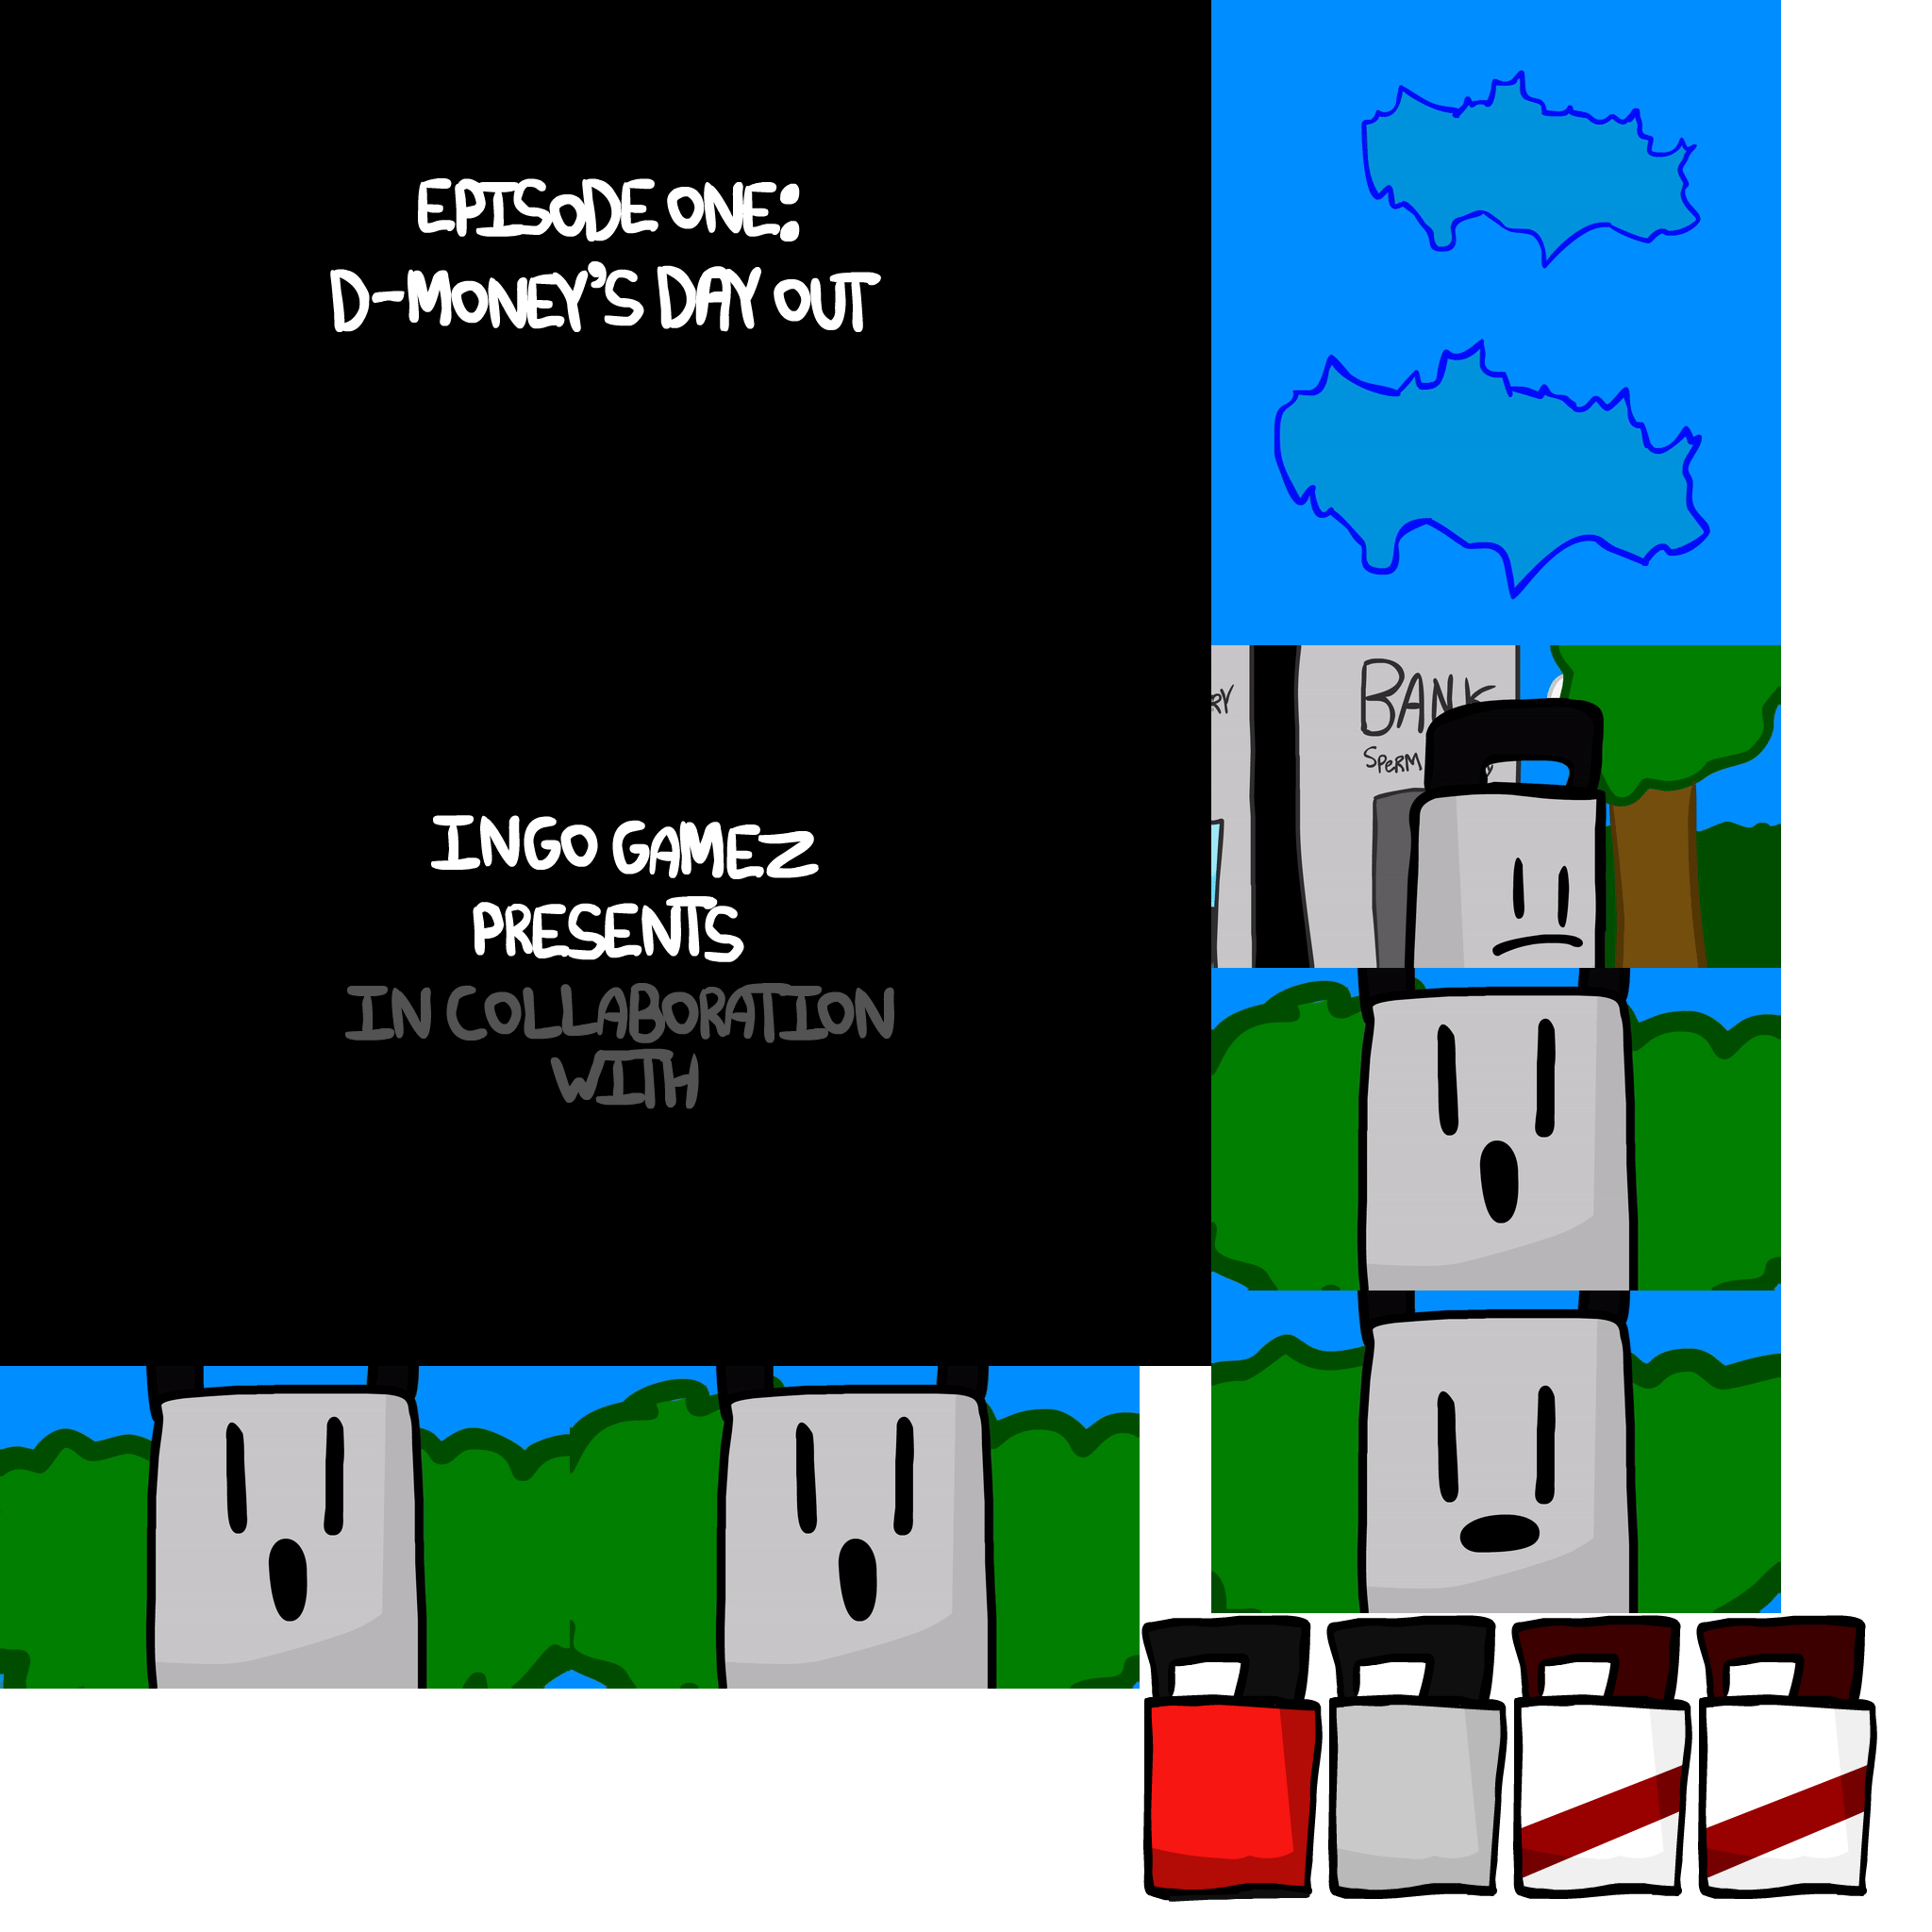 EPISODE ONE:
D-MONEY'S DAY OUT
INGO GAMEZ
PRESENTS
IN COLLABORATION
WITH
BANK
SPERM